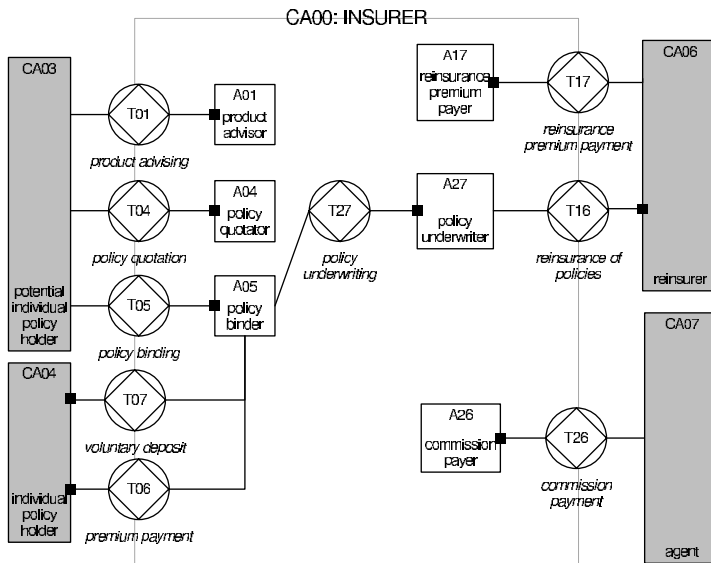 CA00: INSURER
CA03
potential
individual
policy
holder
T01
product advising
A01
product
advisor
T04
policy quotation
A04
policy
quotator
T05
policy binding
A05
policy
binder
CA04
individual
policy
holder
T07
voluntary deposit
T06
premium payment
T27
policy
underwriting
A27
policy
underwriter
A17
reinsurance
premium
payer
T17
reinsurance
premium payment
T16
reinsurance of
policies
CA06
reinsurer
A26
commission
payer
T26
commission
payment
CA07
agent